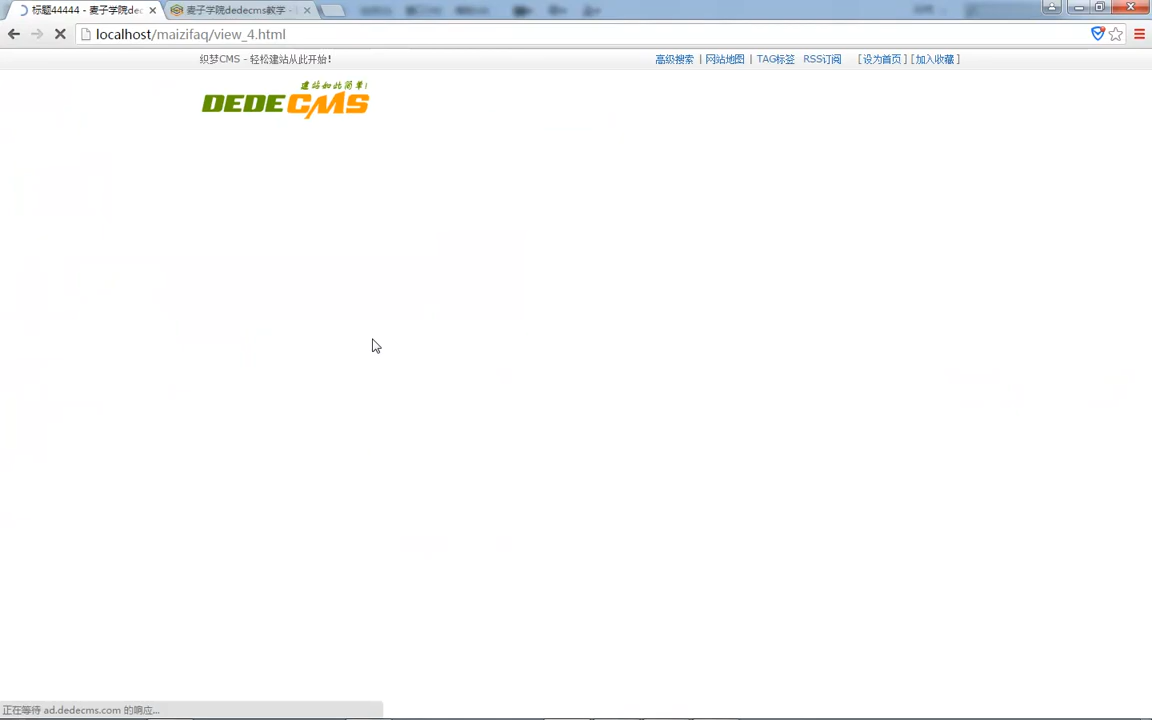 标题44444 - 麦子学院dec
麦子学院dedecms教学 -
localhost/maizifaq/view_4.html
织梦CMS - 轻松建站从此开始!
高级搜索 | 网站地图 | TAG标签 RSS订阅 [设为首页] [加入收藏]
建站如此简单!
DEDECMS
正在等待 ad.dedecms.com 的响应...